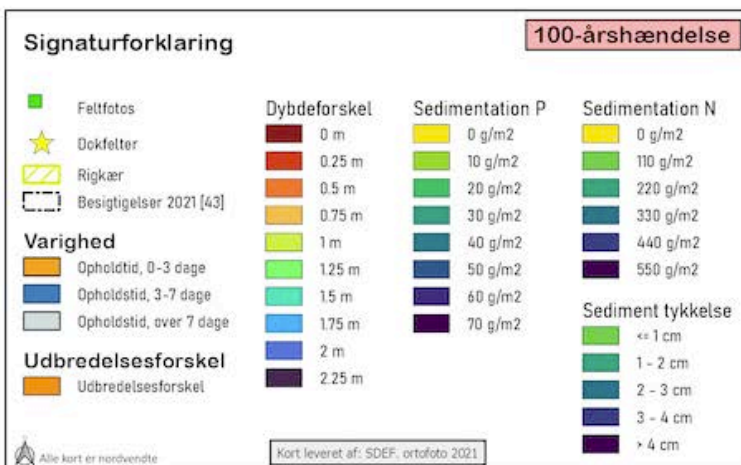 Signaturforklaring
100-årshændelse
Feltfotos
Dokfelter
Rigkær
Besigtigelser 2021 [43]
Varighed
Opholdtid, 0-3 dage
Opholdstid, 3-7 dage
Opholdstid, over 7 dage
Udbredelsesforskel
Udbredelsesforskel
Dybdeforskel
0 m
0.25 m
0.5 m
0.75 m
1 m
1.25 m
1.5 m
1.75 m
2 m
2.25 m
Sedimentation P
0 g/m2
10 g/m2
20 g/m2
30 g/m2
40 g/m2
50 g/m2
60 g/m2
70 g/m2
Sedimentation N
0 g/m2
110 g/m2
220 g/m2
330 g/m2
440 g/m2
550 g/m2
Sediment tykkelse
<= 1 cm
1 - 2 cm
2 - 3 cm
3 - 4 cm
> 4 cm
Alle kort er nordvendte
Kort leveret af: SDEF, ortofoto 2021